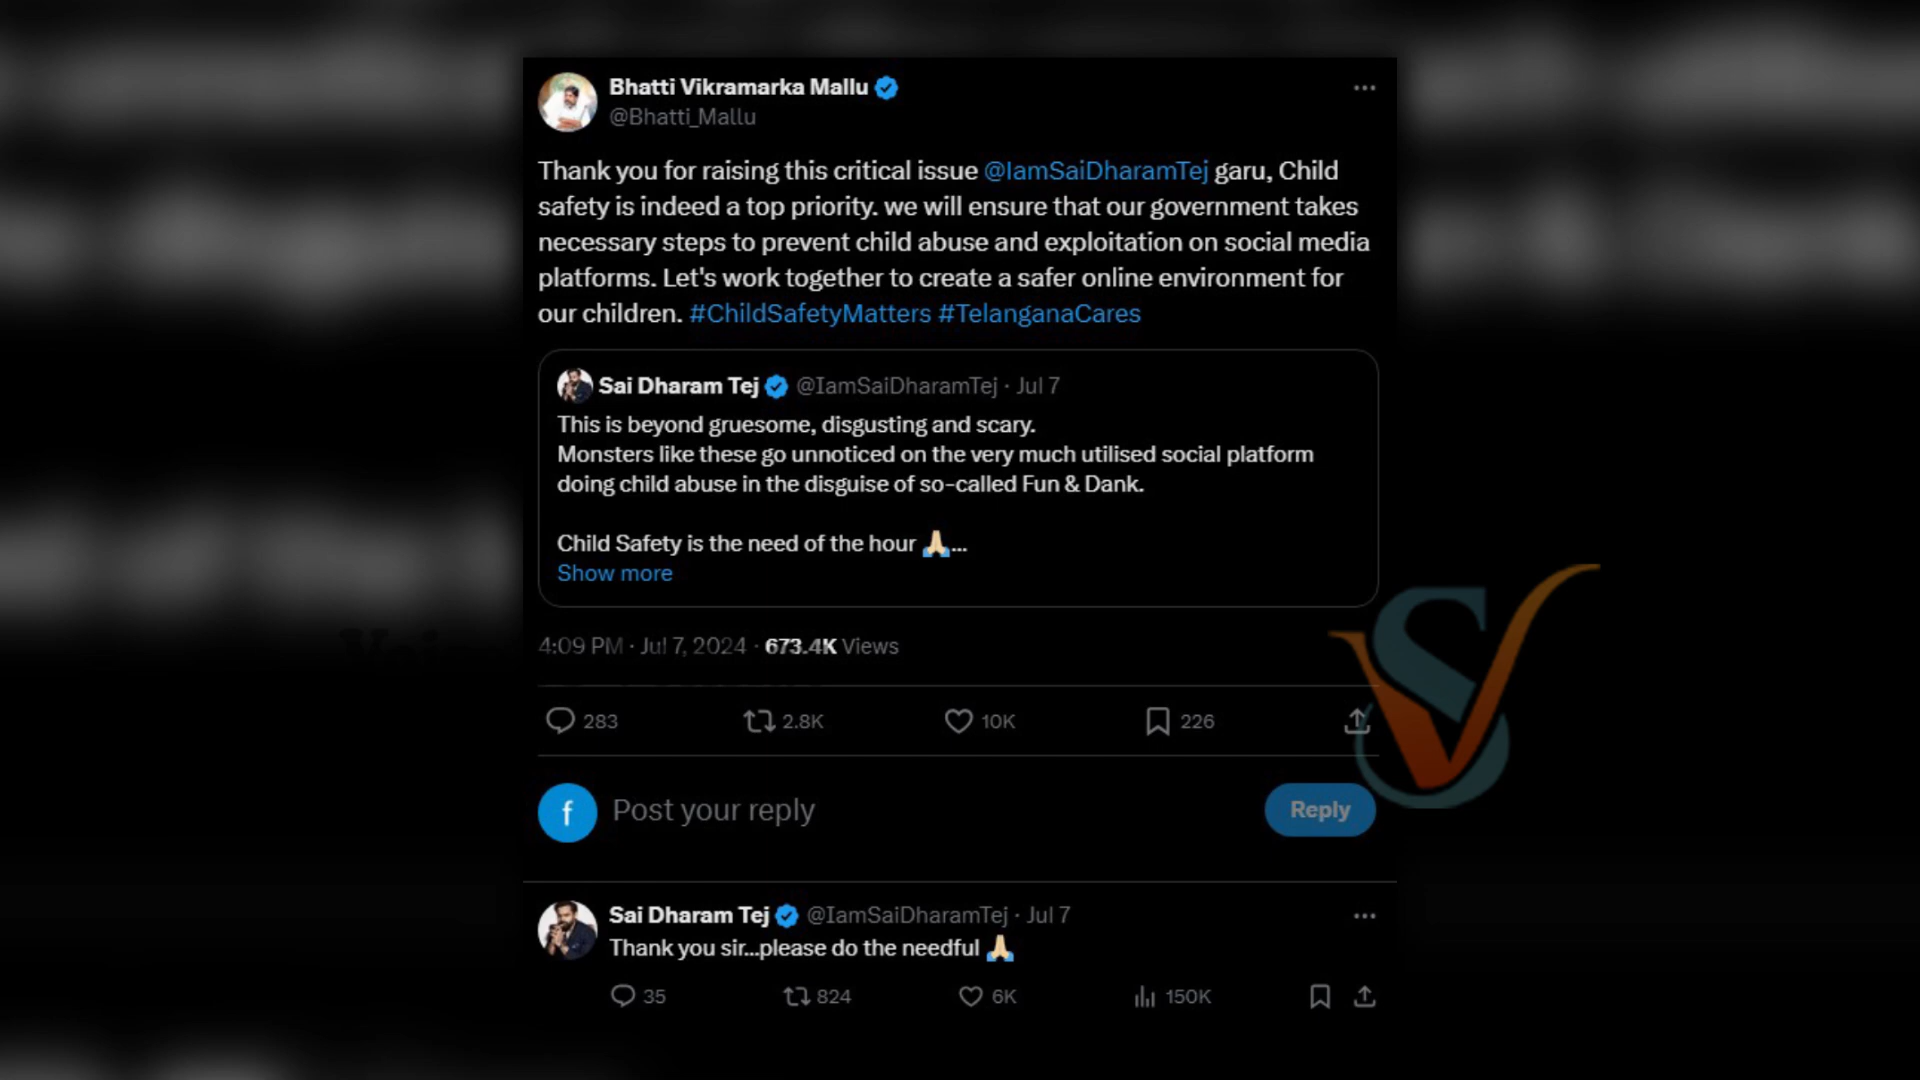 Bhatti Vikramarka Mallu
@Bhatti_Mallu
Thank you for raising this critical issue @IamSaiDharamTej garu, Child
safety is indeed a top priority. we will ensure that our government takes
necessary steps to prevent child abuse and exploitation on social media
platforms. Let's work together to create a safer online environment for
our children. #ChildSafetyMatters #TelanganaCares
Sai Dharam Tej @IamSaiDharamTej · Jul 7
This is beyond gruesome, disgusting and scary.
Monsters like these go unnoticed on the very much utilised social platform
doing child abuse in the disguise of so-called Fun & Dank.
Child Safety is the need of the hour 🙏...
Show more
4:09 PM · Jul 7, 2024 · 673.4K Views
283 2.8K 10K 226
f Post your reply Reply
Sai Dharam Tej @IamSaiDharamTej · Jul 7
Thank you sir...please do the needful 🙏
35 824 6K 150K